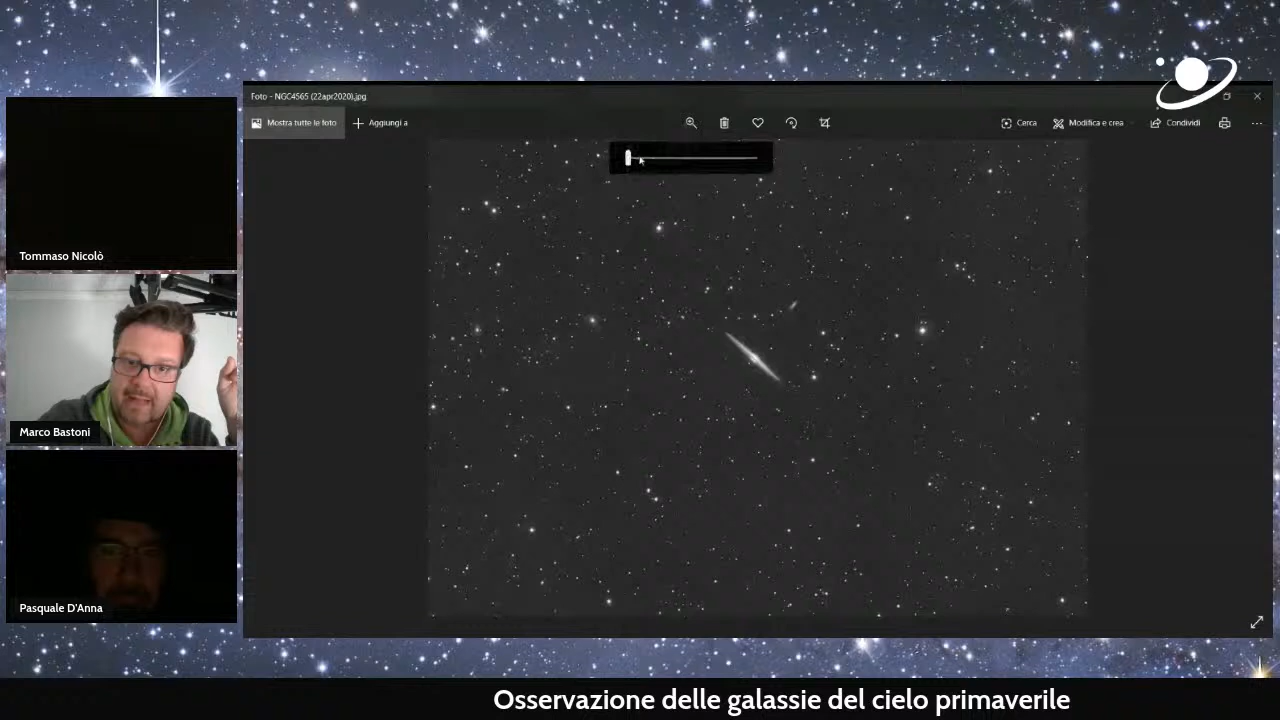 Foto - NGC4565 (22apr2020).jpg
Mostra tutte le foto
Aggiungi a
Cerca
Modifica e crea
Condividi
Tommaso Nicolò
Marco Bastoni
Pasquale D'Anna
Osservazione delle galassie del cielo primaverile